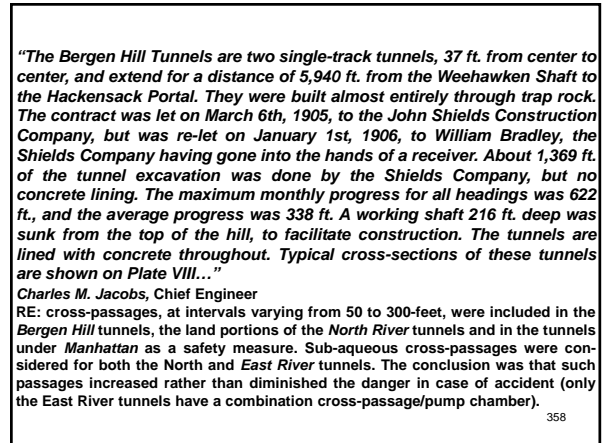 “The Bergen Hill Tunnels are two single-track tunnels, 37 ft. from center to
center, and extend for a distance of 5,940 ft. from the Weehawken Shaft to
the Hackensack Portal. They were built almost entirely through trap rock.
The contract was let on March 6th, 1905, to the John Shields Construction
Company, but was re-let on January 1st, 1906, to William Bradley, the
Shields Company having gone into the hands of a receiver. About 1,369 ft.
of the tunnel excavation was done by the Shields Company, but no
concrete lining. The maximum monthly progress for all headings was 622
ft., and the average progress was 338 ft. A working shaft 216 ft. deep was
sunk from the top of the hill, to facilitate construction. The tunnels are
lined with concrete throughout. Typical cross-sections of these tunnels
are shown on Plate VIII…”
Charles M. Jacobs, Chief Engineer
RE: cross-passages, at intervals varying from 50 to 300-feet, were included in the
Bergen Hill tunnels, the land portions of the North River tunnels and in the tunnels
under Manhattan as a safety measure. Sub-aqueous cross-passages were con-
sidered for both the North and East River tunnels. The conclusion was that such
passages increased rather than diminished the danger in case of accident (only
the East River tunnels have a combination cross-passage/pump chamber).
358